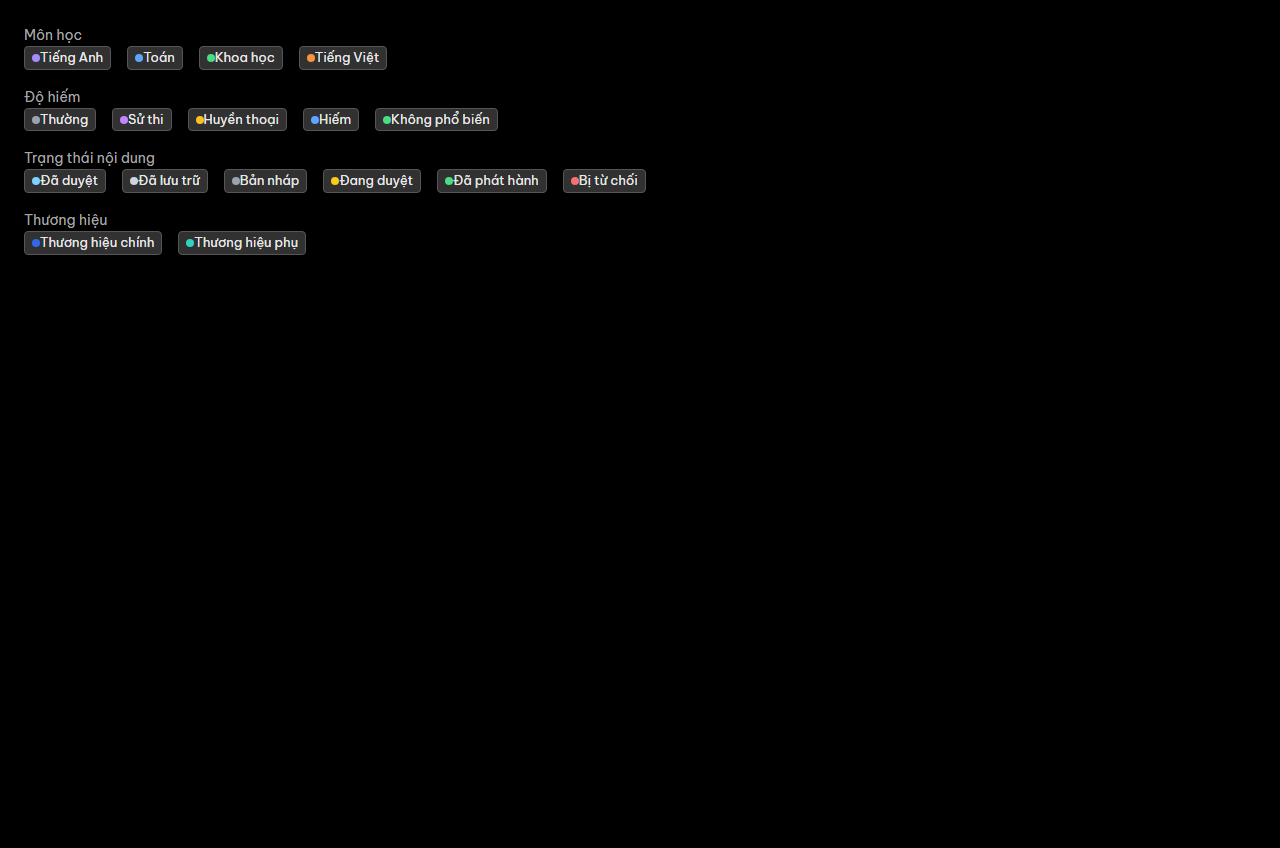 Môn học
Tiếng Anh Toán Khoa học Tiếng Việt
Độ hiếm
Thường Sử thi Huyền thoại Hiếm Không phổ biến
Trạng thái nội dung
Đã duyệt Đã lưu trữ Bản nháp Đang duyệt Đã phát hành Bị từ chối
Thương hiệu
Thương hiệu chính Thương hiệu phụ